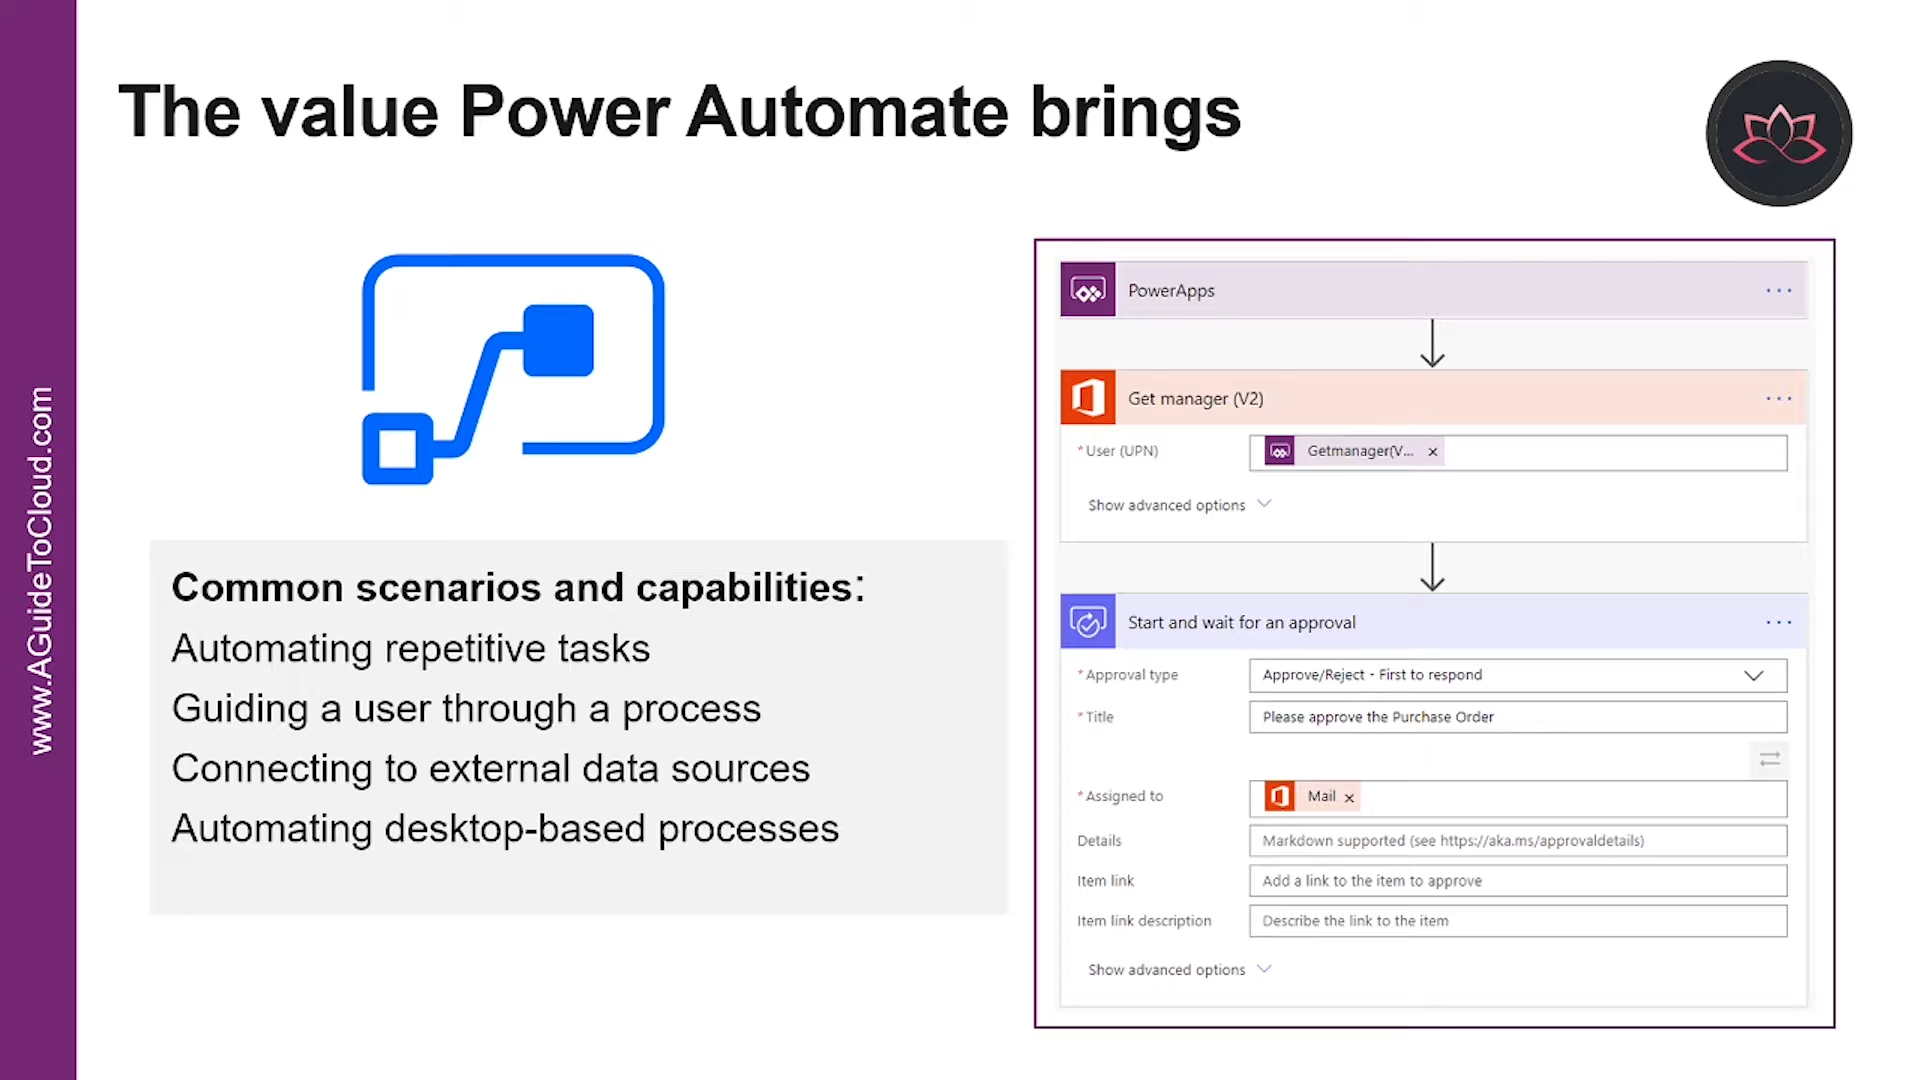 The value Power Automate brings
www.AGuideToCloud.com
Common scenarios and capabilities:
Automating repetitive tasks
Guiding a user through a process
Connecting to external data sources
Automating desktop-based processes
PowerApps
Get manager (V2)
*User (UPN) Getmanager(V... ×
Show advanced options
Start and wait for an approval
*Approval type Approve/Reject - First to respond
*Title Please approve the Purchase Order
*Assigned to Mail ×
Details Markdown supported (see https://aka.ms/approvaldetails)
Item link Add a link to the item to approve
Item link description Describe the link to the item
Show advanced options